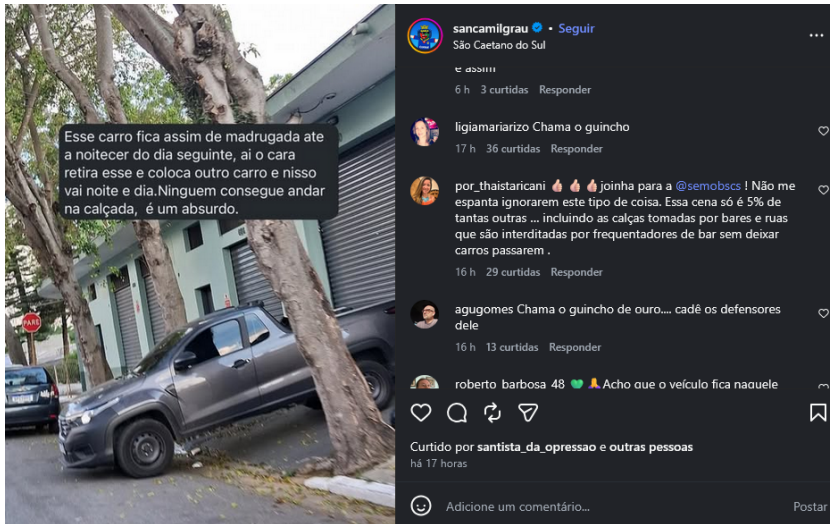 Esse carro fica assim de madrugada ate
a noitecer do dia seguinte, ai o cara
retira esse e coloca outro carro e nisso
vai noite e dia.Ninguem consegue andar
na calçada, é um absurdo.
PARE
sancamilgrau • Seguir
São Caetano do Sul
e assim
6 h 3 curtidas Responder
ligiamariarizo Chama o guincho
17 h 36 curtidas Responder
por_thaistaricani 👍🏻 👍🏻 👍🏻joinha para a @semobscs ! Não me
espanta ignorarem este tipo de coisa. Essa cena só é 5% de
tantas outras … incluindo as calças tomadas por bares e ruas
que são interditadas por frequentadores de bar sem deixar
carros passarem .
16 h 29 curtidas Responder
agugomes Chama o guincho de ouro.... cadê os defensores
dele
16 h 13 curtidas Responder
roberto_barbosa_48 💚🙏Acho que o veículo fica naquele
Curtido por santista_da_opressao e outras pessoas
há 17 horas
Adicione um comentário...
Postar